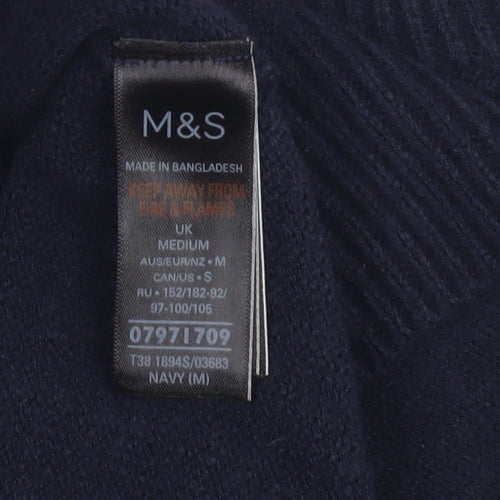 M&S
MADE IN BANGLADESH
KEEP AWAY FROM
FIRE & FLAMES
UK
MEDIUM
AUS/EUR/NZ • M
CAN/US • S
RU • 152/182-92/
97-100/105
07971709
T38 1894S/03683
NAVY (M)